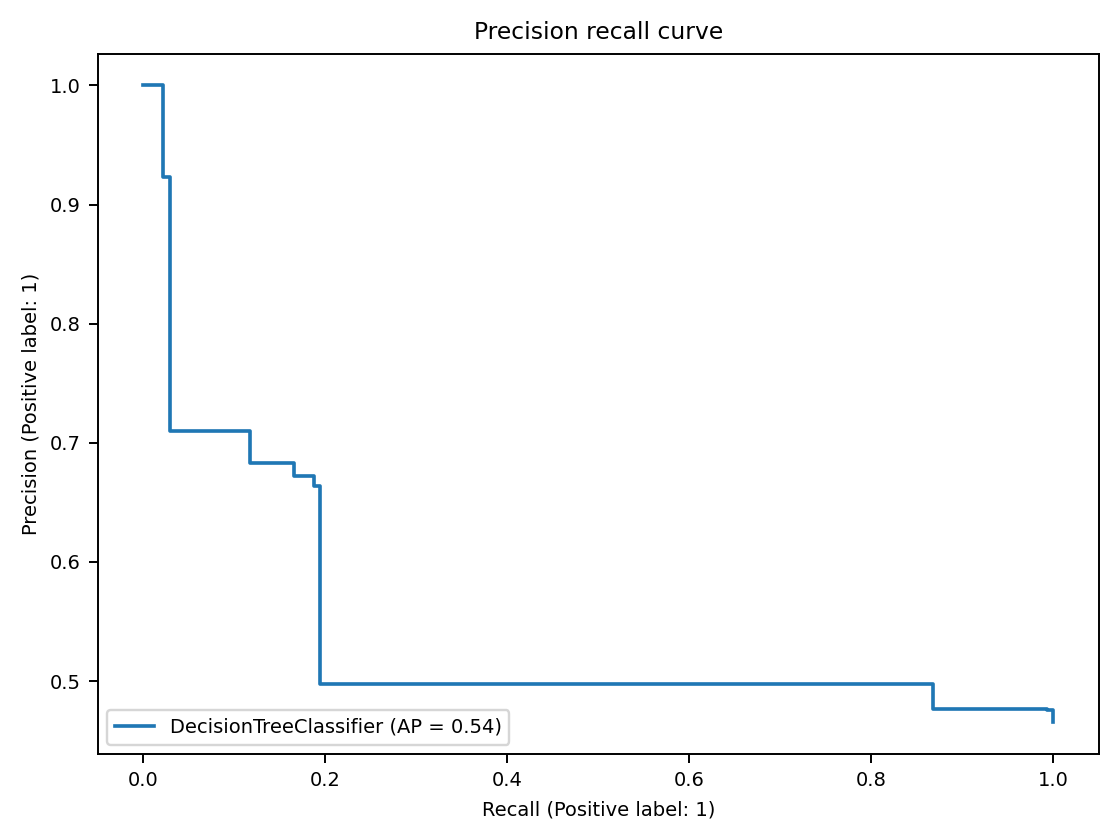 Precision recall curve
1.0
0.9
0.8
0.7
0.6
0.5
Precision (Positive label: 1)
DecisionTreeClassifier (AP = 0.54)
0.0 0.2 0.4 0.6 0.8 1.0
Recall (Positive label: 1)